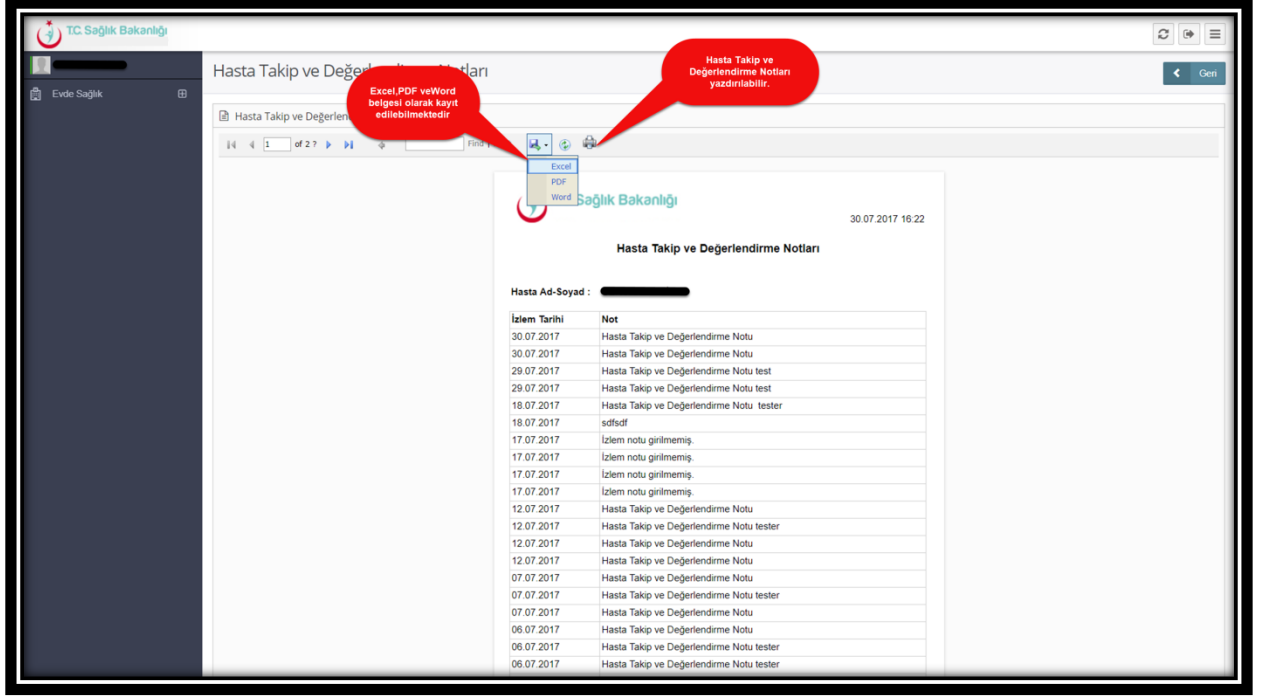 T.C. Sağlık Bakanlığı
Evde Sağlık
Hasta Takip ve Değerlendirme Notları
Geri
Excel,PDF veWord
belgesi olarak kayıt
edilebilmektedir
Hasta Takip ve
Değerlendirme Notları
yazdırılabilir.
Hasta Takip ve Değerlen
1 of 2 ? Find
Excel
PDF
Word
Sağlık Bakanlığı
30.07.2017 16:22
Hasta Takip ve Değerlendirme Notları
Hasta Ad-Soyad :
İzlem Tarihi Not
30.07.2017 Hasta Takip ve Değerlendirme Notu
30.07.2017 Hasta Takip ve Değerlendirme Notu
29.07.2017 Hasta Takip ve Değerlendirme Notu test
29.07.2017 Hasta Takip ve Değerlendirme Notu test
18.07.2017 Hasta Takip ve Değerlendirme Notu tester
18.07.2017 sdfsdf
17.07.2017 İzlem notu girilmemiş.
17.07.2017 İzlem notu girilmemiş.
17.07.2017 İzlem notu girilmemiş.
17.07.2017 İzlem notu girilmemiş.
12.07.2017 Hasta Takip ve Değerlendirme Notu
12.07.2017 Hasta Takip ve Değerlendirme Notu tester
12.07.2017 Hasta Takip ve Değerlendirme Notu
12.07.2017 Hasta Takip ve Değerlendirme Notu
07.07.2017 Hasta Takip ve Değerlendirme Notu
07.07.2017 Hasta Takip ve Değerlendirme Notu tester
07.07.2017 Hasta Takip ve Değerlendirme Notu
06.07.2017 Hasta Takip ve Değerlendirme Notu
06.07.2017 Hasta Takip ve Değerlendirme Notu tester
06.07.2017 Hasta Takip ve Değerlendirme Notu tester